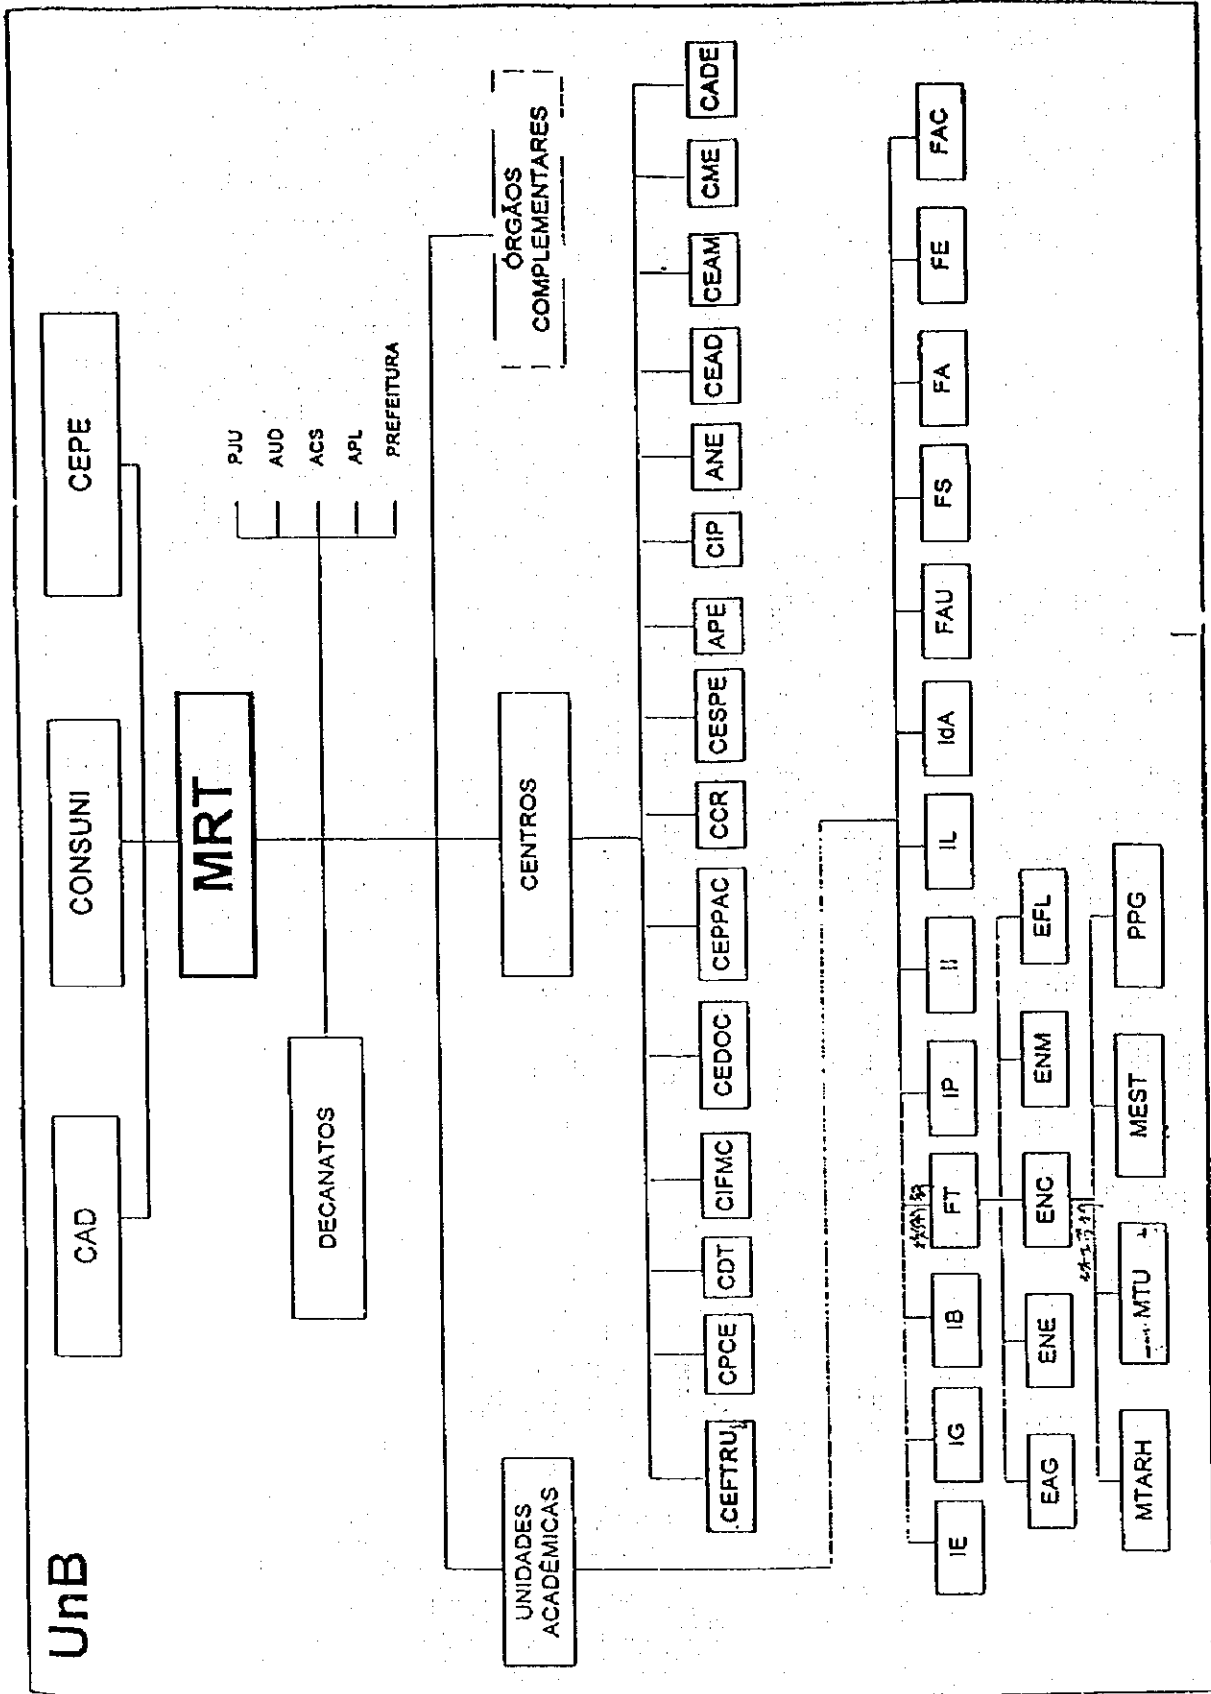 UnB
CAD
CONSUNI
CEPE
MRT
DECANATOS
PJU
AUD
ACS
APL
PREFEITURA
UNIDADES
ACADÊMICAS
CENTROS
ÓRGÃOS
COMPLEMENTARES
CEFTRU
CPCE
CDT
CIFMC
CEDOC
CEPPAC
CCR
CESPE
APE
CIP
ANE
CEAD
CEAM
CME
CADE
IE
IG
IB
FT
IP
II
IL
IdA
FAU
FS
FA
FE
FAC
EAG
ENE
ENC
ENM
EFL
MTARH
MTU
MEST
PPG